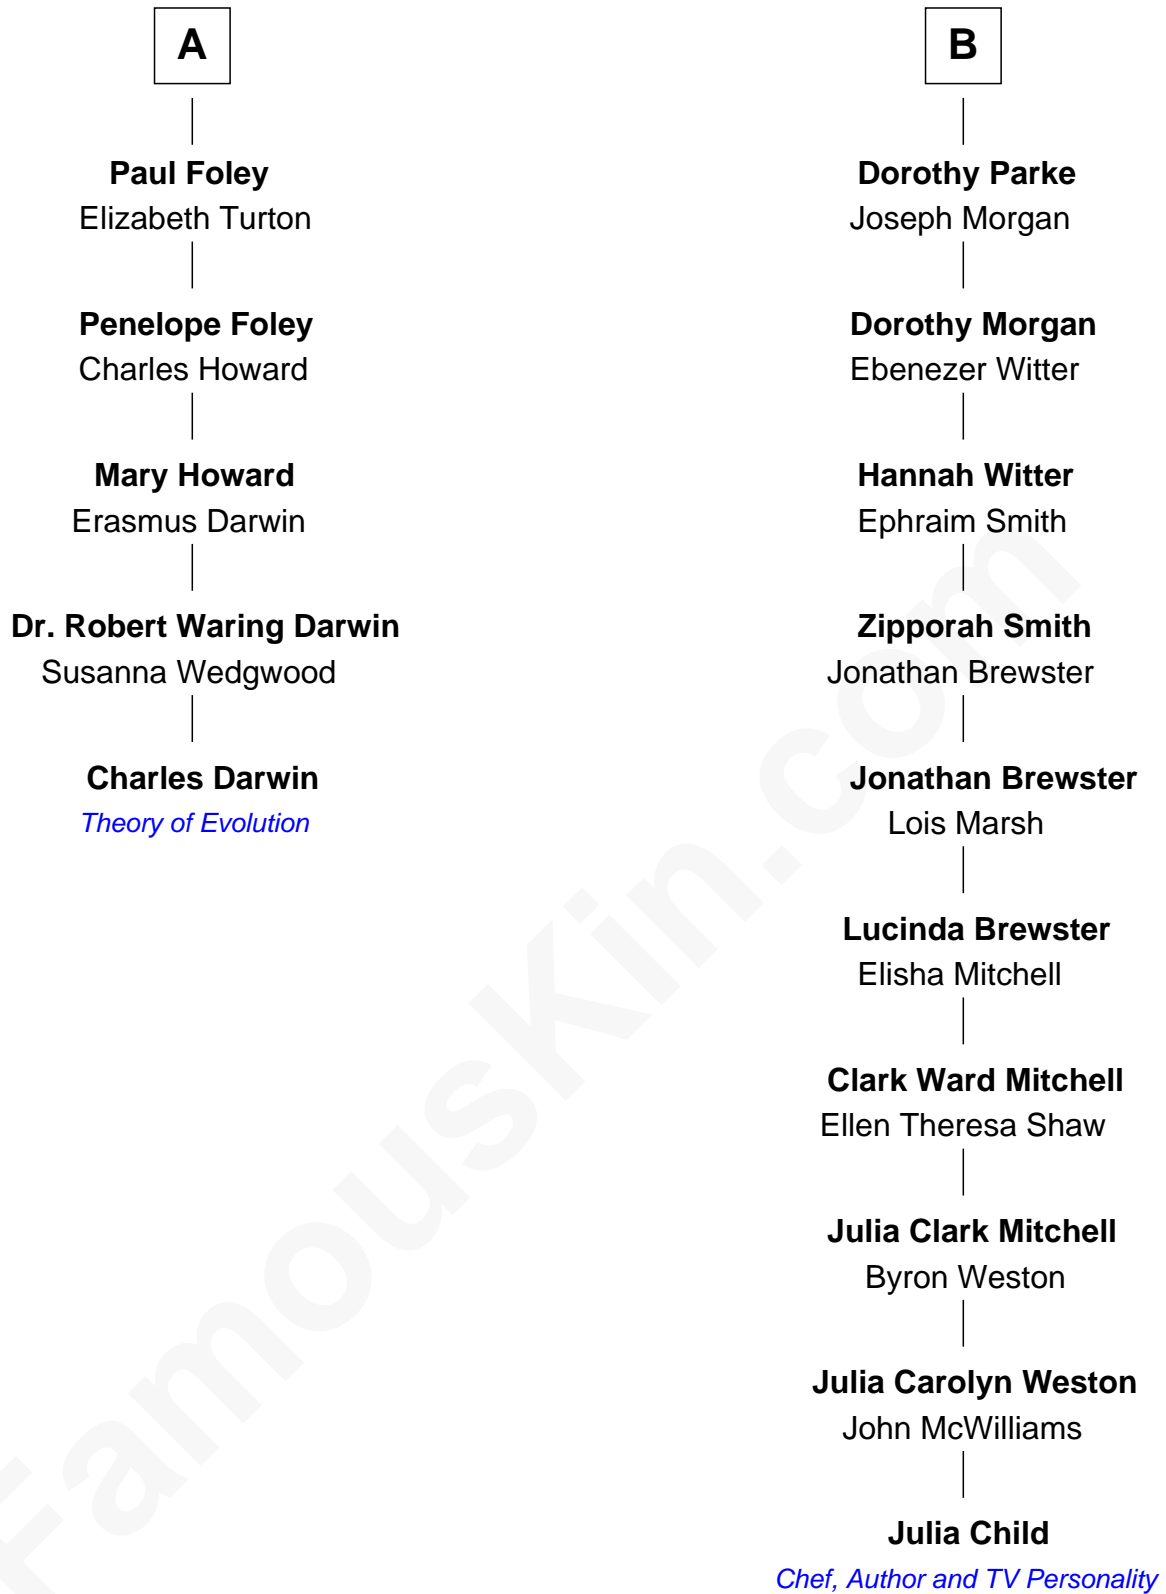 A
Paul Foley
Elizabeth Turton
Penelope Foley
Charles Howard
Mary Howard
Erasmus Darwin
Dr. Robert Waring Darwin
Susanna Wedgwood
Charles Darwin
Theory of Evolution
B
Dorothy Parke
Joseph Morgan
Dorothy Morgan
Ebenezer Witter
Hannah Witter
Ephraim Smith
Zipporah Smith
Jonathan Brewster
Jonathan Brewster
Lois Marsh
Lucinda Brewster
Elisha Mitchell
Clark Ward Mitchell
Ellen Theresa Shaw
Julia Clark Mitchell
Byron Weston
Julia Carolyn Weston
John McWilliams
Julia Child
Chef, Author and TV Personality
FamousKin.com